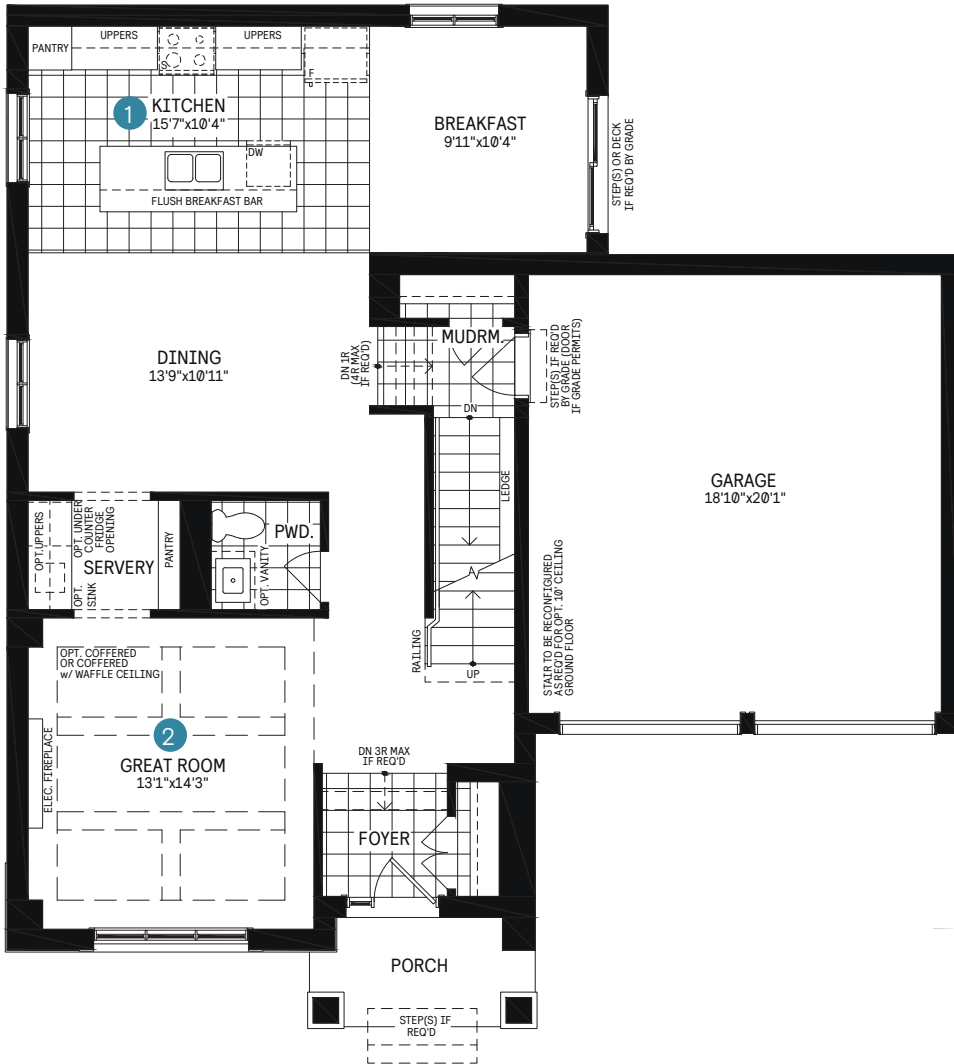 PANTRY
UPPERS
UPPERS
S
F
1
KITCHEN
15'7"x10'4"
DW
FLUSH BREAKFAST BAR
BREAKFAST
9'11"x10'4"
STEP(S) OR DECK
IF REQ'D BY GRADE
DINING
13'9"x10'11"
DN 1R
(4R MAX
IF REQ'D)
MUDRM.
STEP(S) IF REQ'D
BY GRADE (DOOR
IF GRADE PERMITS)
DN
LEDGE
GARAGE
18'10"x20'1"
OPT.UPPERS
OPT. UNDER
COUNTER
FRIDGE
OPENING
SERVERY
OPT.
SINK
PANTRY
PWD.
OPT. VANITY
RAILING
UP
STAIR TO BE RECONFIGURED
AS REQ'D FOR OPT. 10' CEILING
GROUND FLOOR
OPT. COFFERED
OR COFFERED
w/ WAFFLE CEILING
2
GREAT ROOM
13'1"x14'3"
ELEC. FIREPLACE
DN 3R MAX
IF REQ'D
FOYER
PORCH
STEP(S) IF
REQ'D